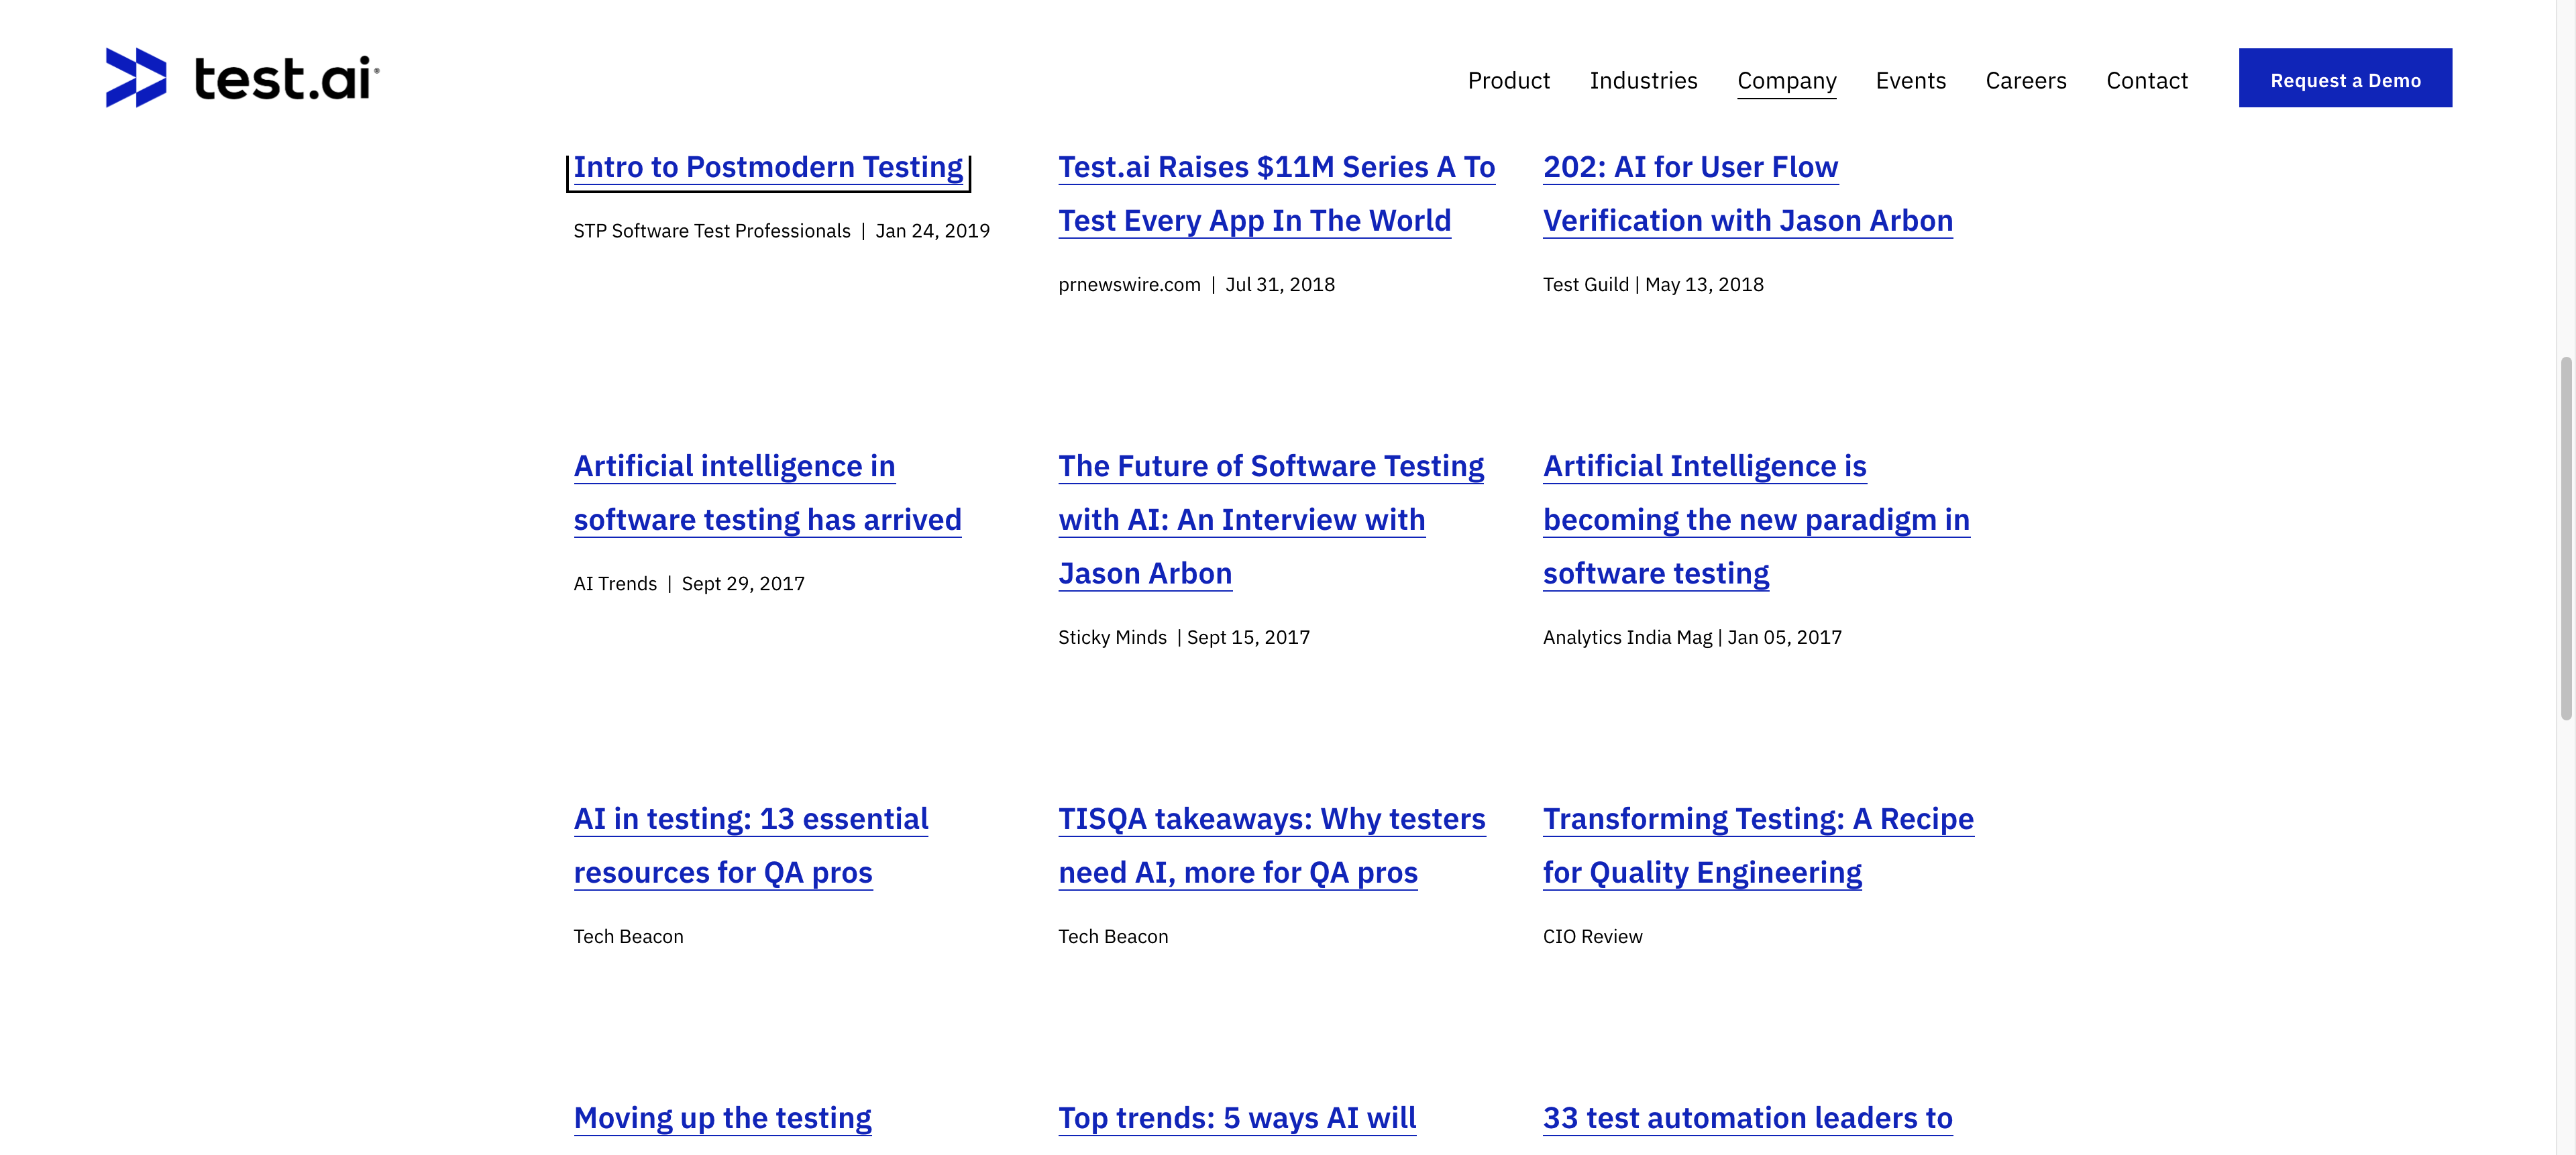 test.ai
Product Industries Company Events Careers Contact Request a Demo
Intro to Postmodern Testing
STP Software Test Professionals | Jan 24, 2019
Test.ai Raises $11M Series A To
Test Every App In The World
prnewswire.com | Jul 31, 2018
202: AI for User Flow
Verification with Jason Arbon
Test Guild | May 13, 2018
Artificial intelligence in
software testing has arrived
AI Trends | Sept 29, 2017
The Future of Software Testing
with AI: An Interview with
Jason Arbon
Sticky Minds | Sept 15, 2017
Artificial Intelligence is
becoming the new paradigm in
software testing
Analytics India Mag | Jan 05, 2017
AI in testing: 13 essential
resources for QA pros
Tech Beacon
TISQA takeaways: Why testers
need AI, more for QA pros
Tech Beacon
Transforming Testing: A Recipe
for Quality Engineering
CIO Review
Moving up the testing
Top trends: 5 ways AI will
33 test automation leaders to